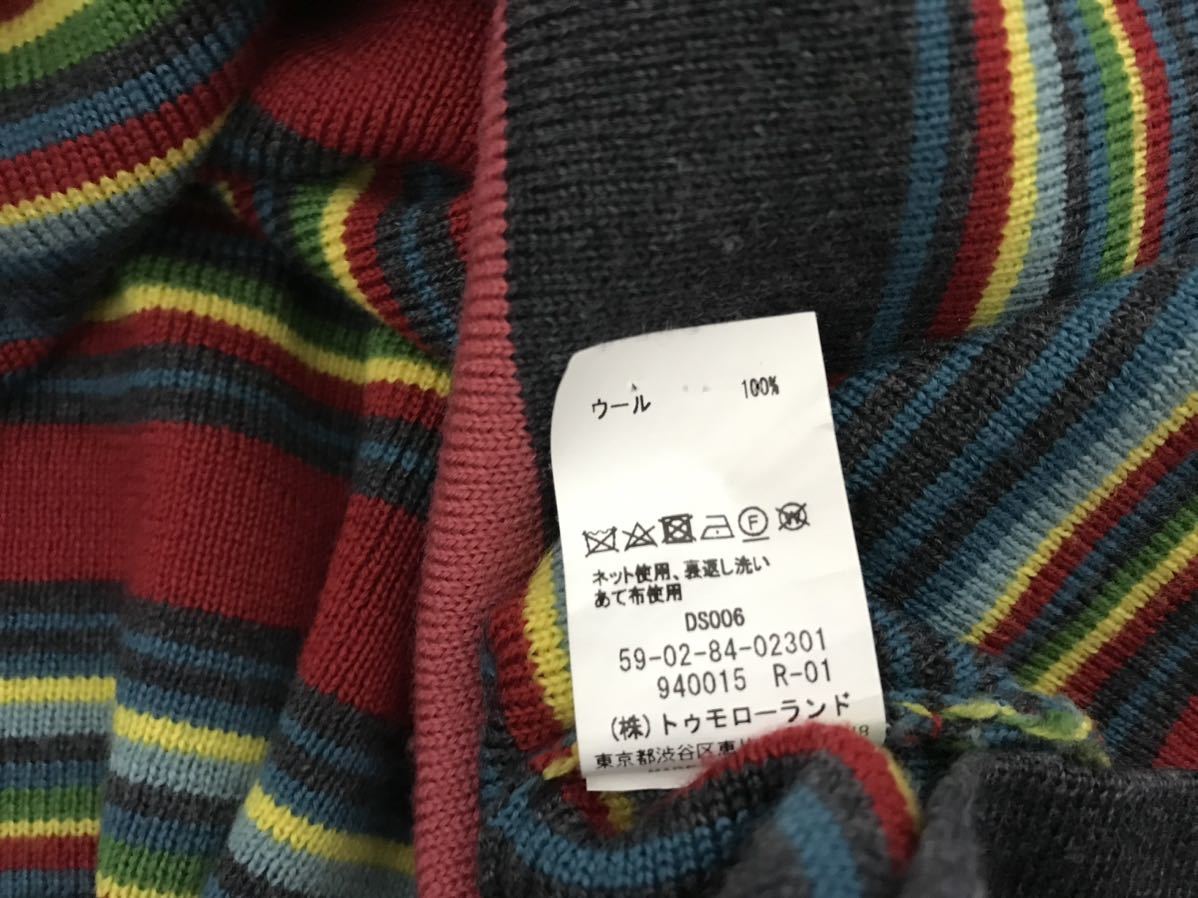 ウール 100%
F W
ネット使用、裏返し洗い
あて布使用
DS006
59-02-84-02301
940015 R-01
(株)トゥモローランド
東京都渋谷区東